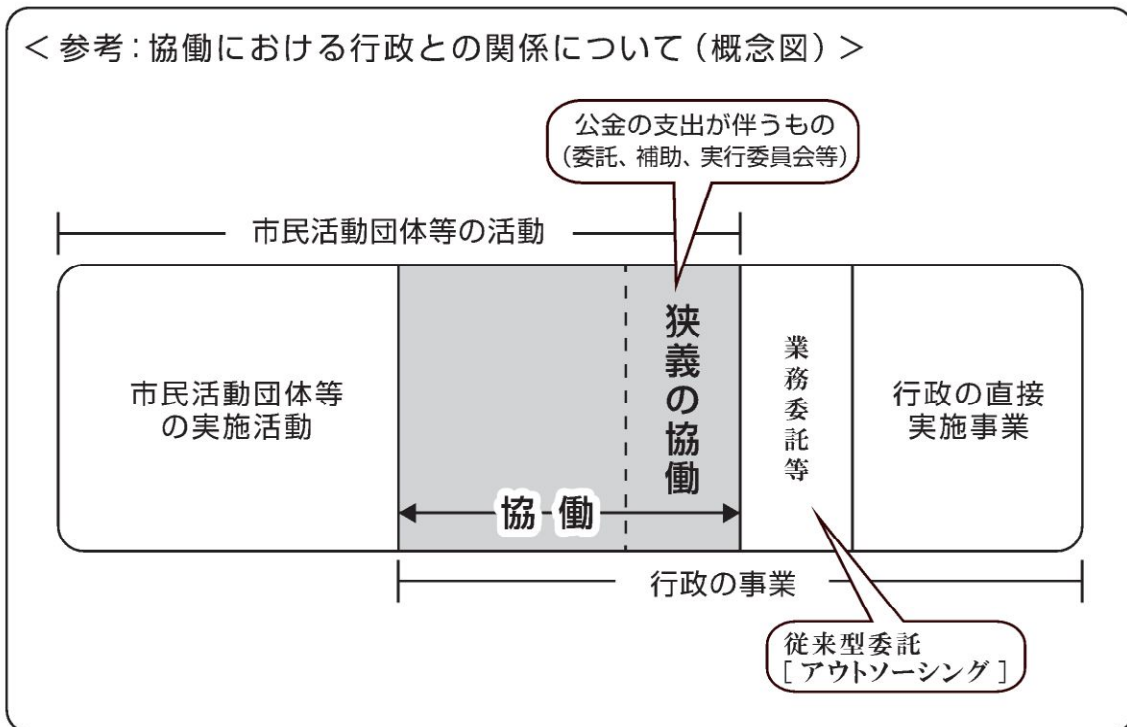 ＜参考：協働における行政との関係について（概念図）＞
公金の支出が伴うもの
（委託、補助、実行委員会等）
市民活動団体等の活動
市民活動団体等
の実施活動
協働
狭義の協働
業務委託等
行政の直接
実施事業
行政の事業
従来型委託
［アウトソーシング］